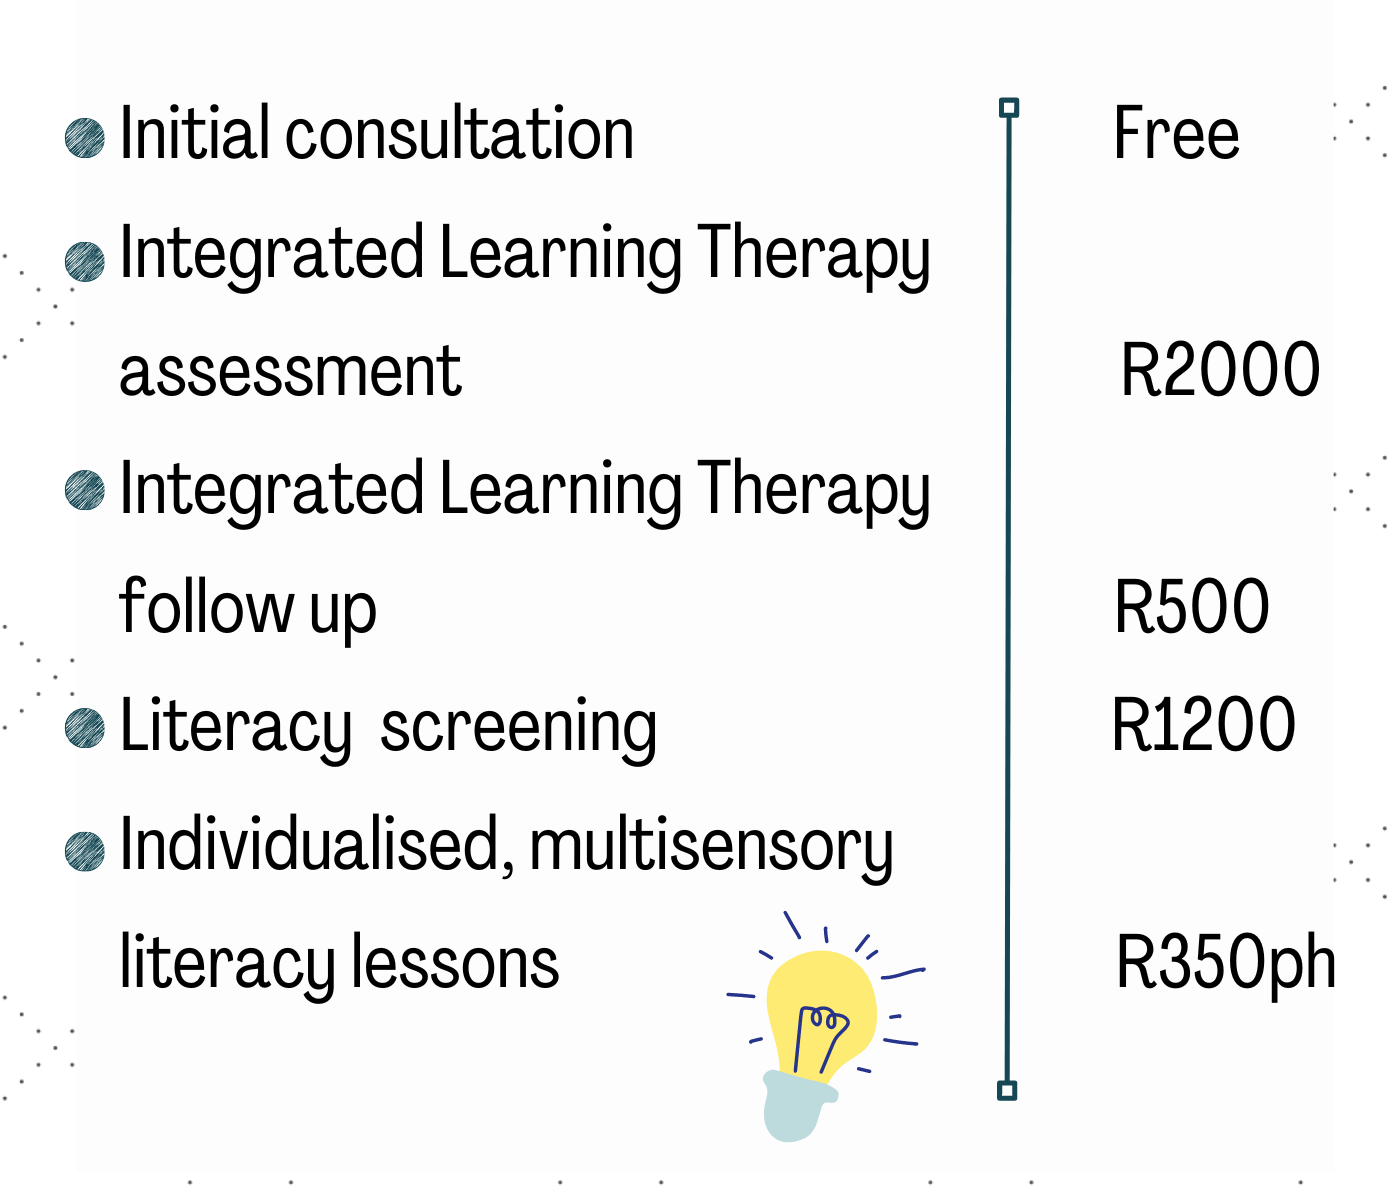 Initial consultation Free
Integrated Learning Therapy
assessment R2000
Integrated Learning Therapy
follow up R500
Literacy screening R1200
Individualised, multisensory
literacy lessons R350ph